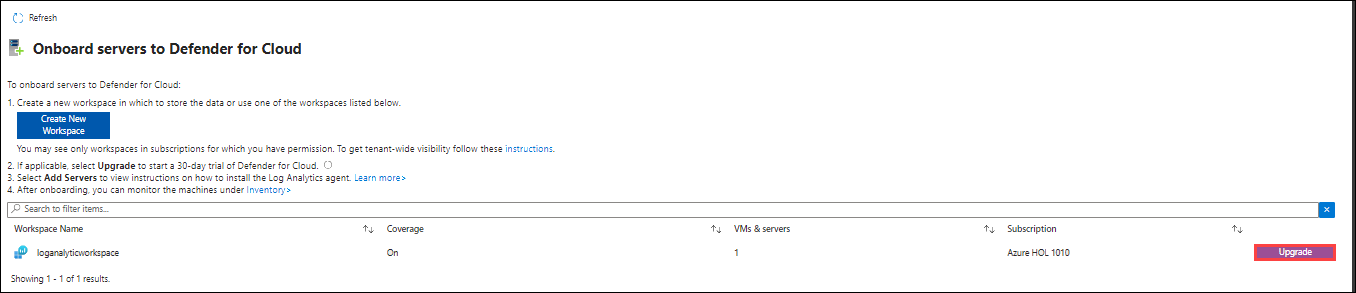 Refresh
Onboard servers to Defender for Cloud
To onboard servers to Defender for Cloud:
1. Create a new workspace in which to store the data or use one of the workspaces listed below.
Create New
Workspace
You may see only workspaces in subscriptions for which you have permission. To get tenant-wide visibility follow these instructions.
2. If applicable, select Upgrade to start a 30-day trial of Defender for Cloud.
3. Select Add Servers to view instructions on how to install the Log Analytics agent. Learn more>
4. After onboarding, you can monitor the machines under Inventory>
Search to filter items...
Workspace Name Coverage VMs & servers Subscription
loganalyticworkspace On 1 Azure HOL 1010 Upgrade
Showing 1 - 1 of 1 results.